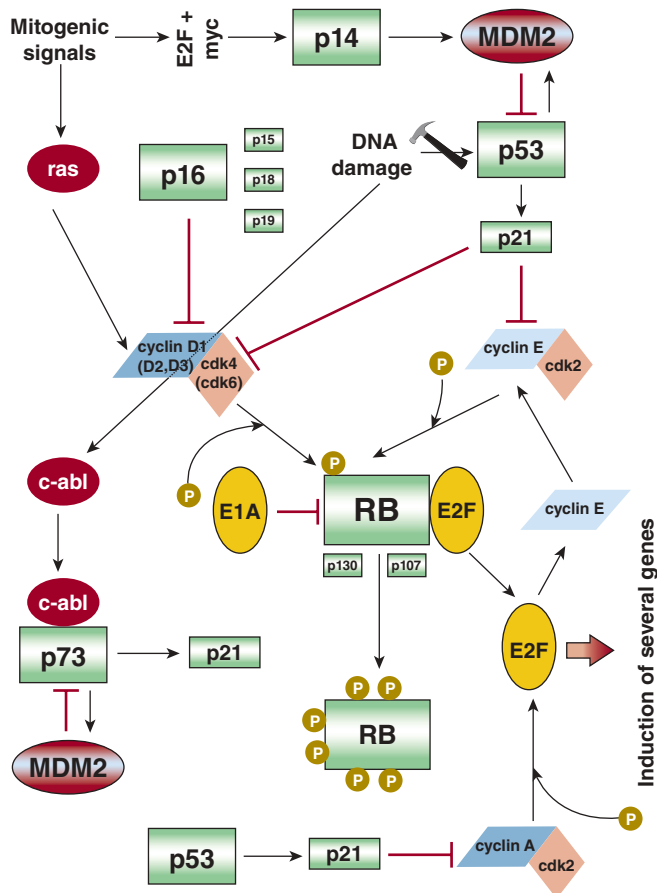 Mitogenic
signals
E2F +
myc
p14
MDM2
ras
p16
p15
p18
p19
DNA
damage
p53
p21
cyclin D1
(D2,D3)
cdk4
(cdk6)
cyclin E
cdk2
P
P
P
c-abl
E1A
RB
E2F
cyclin E
p130
p107
c-abl
p73
p21
E2F
Induction of several genes
MDM2
P
P
P
P
RB
P
P
P
p53
p21
cyclin A
cdk2